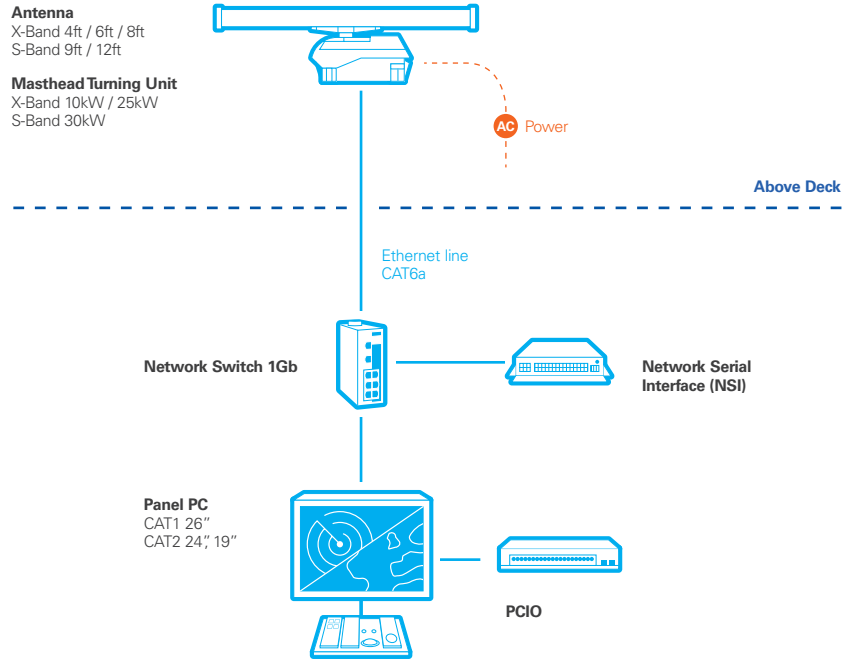 Antenna
X-Band 4ft / 6ft / 8ft
S-Band 9ft / 12ft
Masthead Turning Unit
X-Band 10kW / 25kW
S-Band 30kW
AC Power
Above Deck
Ethernet line
CAT6a
Network Switch 1Gb
Network Serial
Interface (NSI)
Panel PC
CAT1 26”
CAT2 24”, 19”
PCIO